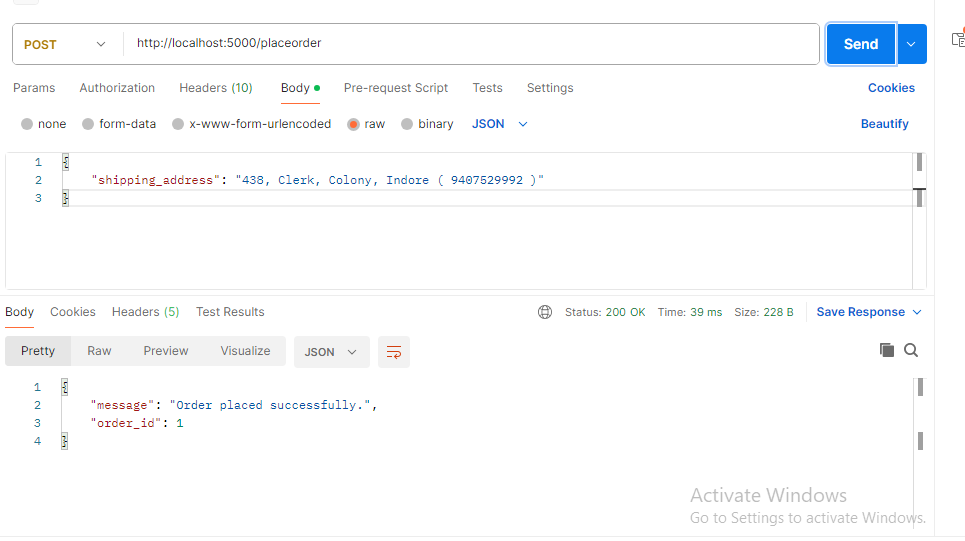 POST http://localhost:5000/placeorder Send
Params Authorization Headers (10) Body Pre-request Script Tests Settings Cookies
none form-data x-www-form-urlencoded raw binary JSON Beautify
1 {
2 "shipping_address": "438, Clerk, Colony, Indore ( 9407529992 )"
3 }
Body Cookies Headers (5) Test Results Status: 200 OK Time: 39 ms Size: 228 B Save Response
Pretty Raw Preview Visualize JSON
1 {
2 "message": "Order placed successfully.",
3 "order_id": 1
4 }
Activate Windows
Go to Settings to activate Windows.